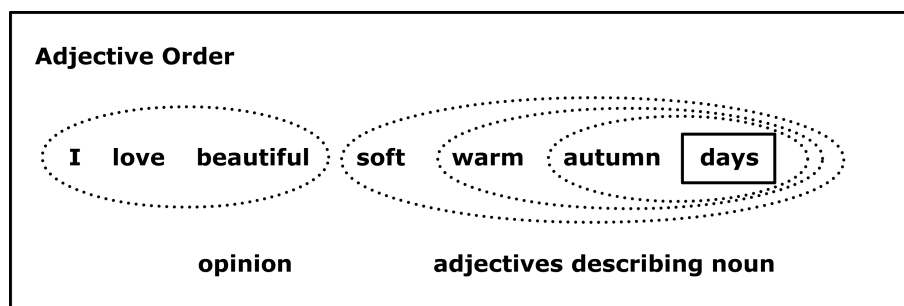 Adjective Order
I love beautiful soft warm autumn days
opinion adjectives describing noun